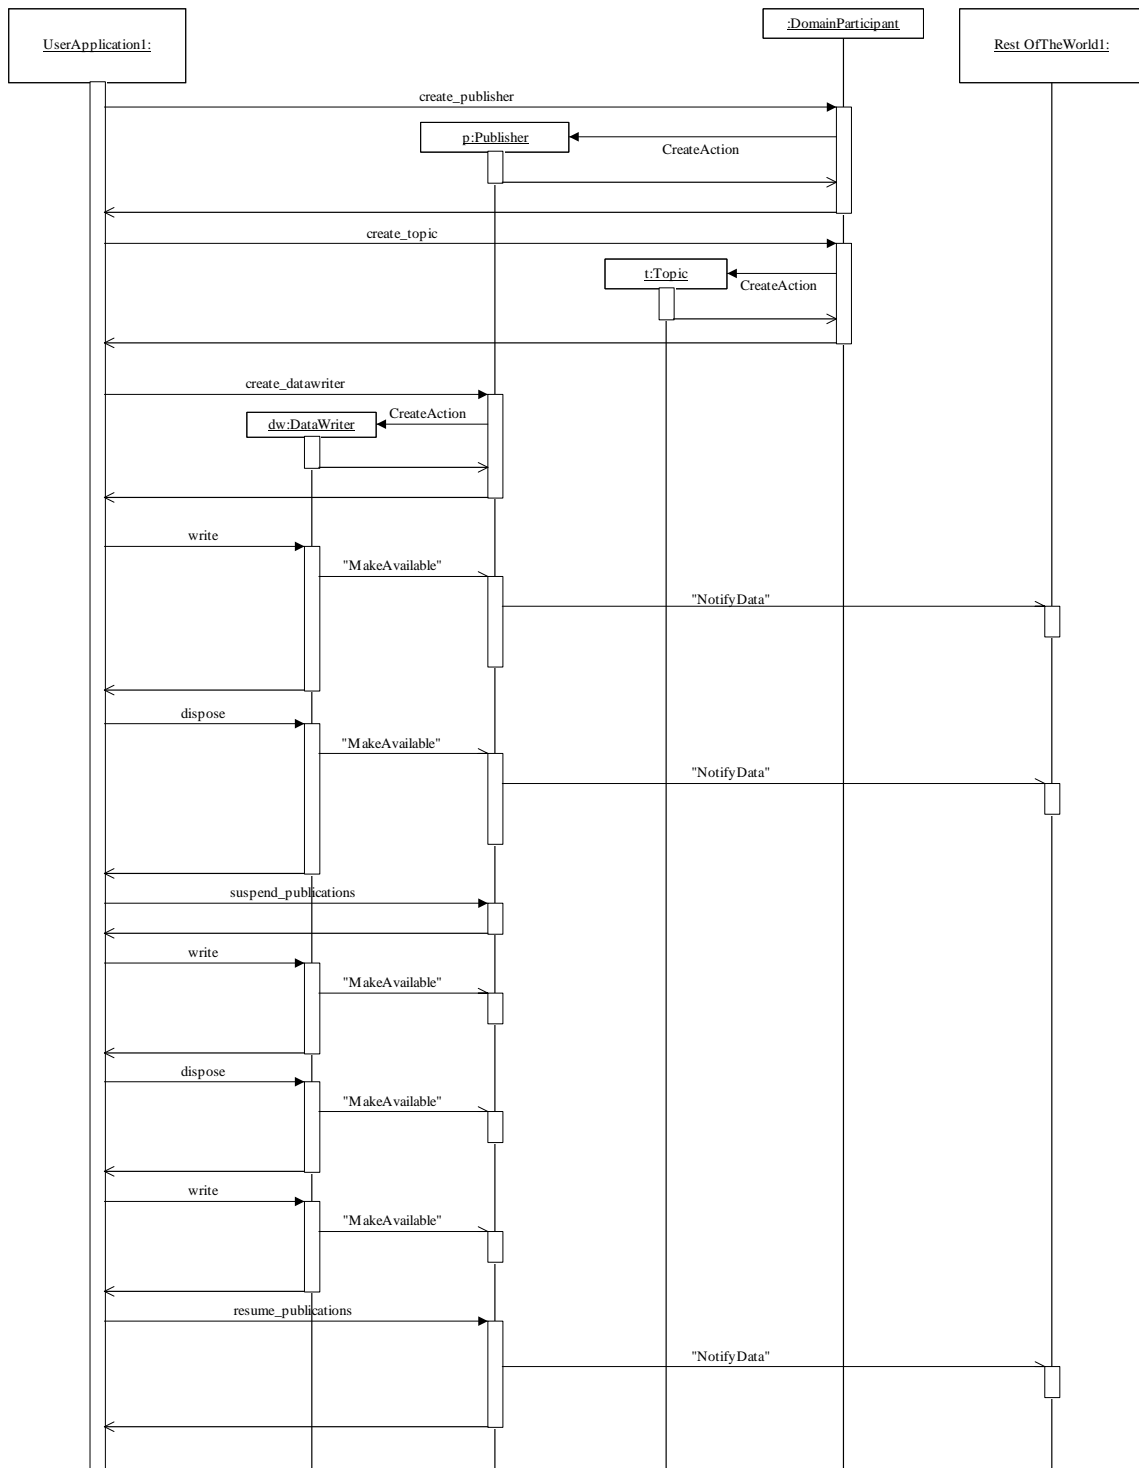 UserApplication1:
:DomainParticipant
Rest OfTheWorld1:
create_publisher
p:Publisher
CreateAction
create_topic
t:Topic
CreateAction
create_datawriter
CreateAction
dw:DataWriter
write
"MakeAvailable"
"NotifyData"
dispose
"MakeAvailable"
"NotifyData"
suspend_publications
write
"MakeAvailable"
dispose
"MakeAvailable"
write
"MakeAvailable"
resume_publications
"NotifyData"